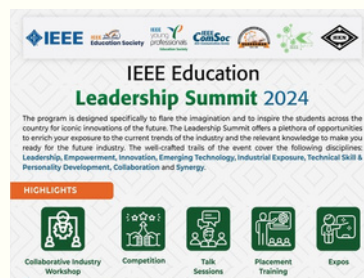 IEEE
IEEE
Education Society
IEEE
young
professionals
Education Society
IEEE
ComSoc
IEEE Education
Leadership Summit 2024
The program is designed specifically to flare the imagination and to inspire the students across the
country for iconic innovations of the future. The Leadership Summit offers a plethora of opportunities
to enrich your exposure to the current trends of the industry and the relevant knowledge to make you
ready for the future industry. The well-crafted trails of the event cover the following disciplines:
Leadership, Empowerment, Innovation, Emerging Technology, Industrial Exposure, Technical Skill &
Personality Development, Collaboration and Synergy.
HIGHLIGHTS
Collaborative Industry
Workshop
Competition
Talk
Sessions
Placement
Training
Expos